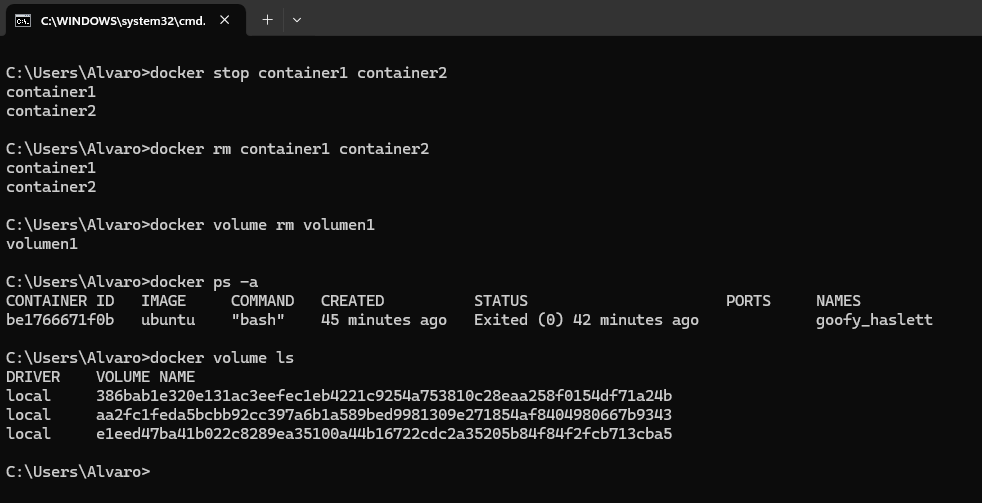 C:\WINDOWS\system32\cmd.
C:\Users\Alvaro>docker stop container1 container2
container1
container2
C:\Users\Alvaro>docker rm container1 container2
container1
container2
C:\Users\Alvaro>docker volume rm volumen1
volumen1
C:\Users\Alvaro>docker ps -a
CONTAINER ID   IMAGE     COMMAND   CREATED          STATUS                      PORTS     NAMES
be1766671f0b   ubuntu    "bash"    45 minutes ago   Exited (0) 42 minutes ago             goofy_haslett
C:\Users\Alvaro>docker volume ls
DRIVER    VOLUME NAME
local     386bab1e320e131ac3eefec1eb4221c9254a753810c28eaa258f0154df71a24b
local     aa2fc1feda5bcbb92cc397a6b1a589bed9981309e271854af8404980667b9343
local     e1eed47ba41b022c8289ea35100a44b16722cdc2a35205b84f84f2fcb713cba5
C:\Users\Alvaro>